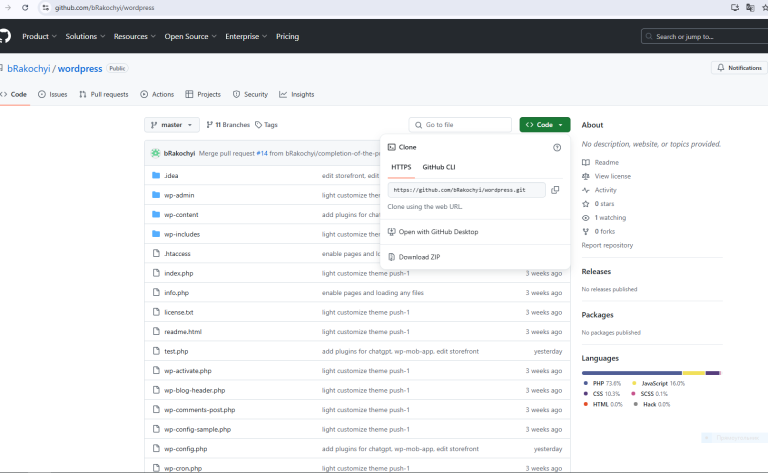 github.com/bRakochyi/wordpress
Product Solutions Resources Open Source Enterprise Pricing
Search or jump to...
bRakochyi / wordpress Public
Notifications
Code Issues Pull requests Actions Projects Security Insights
master 11 Branches Tags
Go to file
Code
About
bRakochyi Merge pull request #14 from bRakochyi/completion-of-the-p
Clone
No description, website, or topics provided.
HTTPS GitHub CLI
Readme
.idea edit storefront, edit
https://github.com/bRakochyi/wordpress.git
View license
wp-admin light customize theme
Activity
Clone using the web URL.
0 stars
wp-content add plugins for chatgp
1 watching
wp-includes light customize theme
Open with GitHub Desktop
0 forks
Report repository
.htaccess enable pages and lo
Download ZIP
index.php light customize theme push-1 3 weeks ago
Releases
info.php enable pages and loading any files 3 weeks ago
No releases published
license.txt light customize theme push-1 3 weeks ago
Packages
readme.html light customize theme push-1 3 weeks ago
No packages published
test.php add plugins for chatgpt, wp-mob-app, edit storefront yesterday
Languages
wp-activate.php light customize theme push-1 3 weeks ago
PHP 73.6% JavaScript 16.0%
wp-blog-header.php light customize theme push-1 3 weeks ago
CSS 10.3% SCSS 0.1%
HTML 0.0% Hack 0.0%
wp-comments-post.php light customize theme push-1 3 weeks ago
wp-config-sample.php light customize theme push-1 3 weeks ago
wp-config.php add plugins for chatgpt, wp-mob-app, edit storefront yesterday
wp-cron.php light customize theme push-1 3 weeks ago